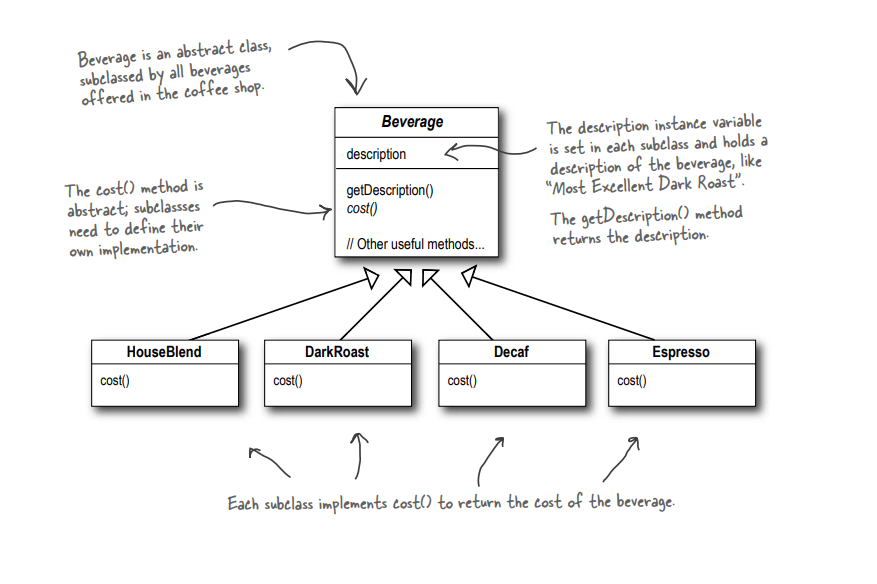 Beverage is an abstract class,
subclassed by all beverages
offered in the coffee shop.
Beverage
description
getDescription()
cost()
// Other useful methods...
The description instance variable
is set in each subclass and holds a
description of the beverage, like
“Most Excellent Dark Roast”.
The getDescription() method
returns the description.
The cost() method is
abstract; subclassses
need to define their
own implementation.
HouseBlend
cost()
DarkRoast
cost()
Decaf
cost()
Espresso
cost()
Each subclass implements cost() to return the cost of the beverage.